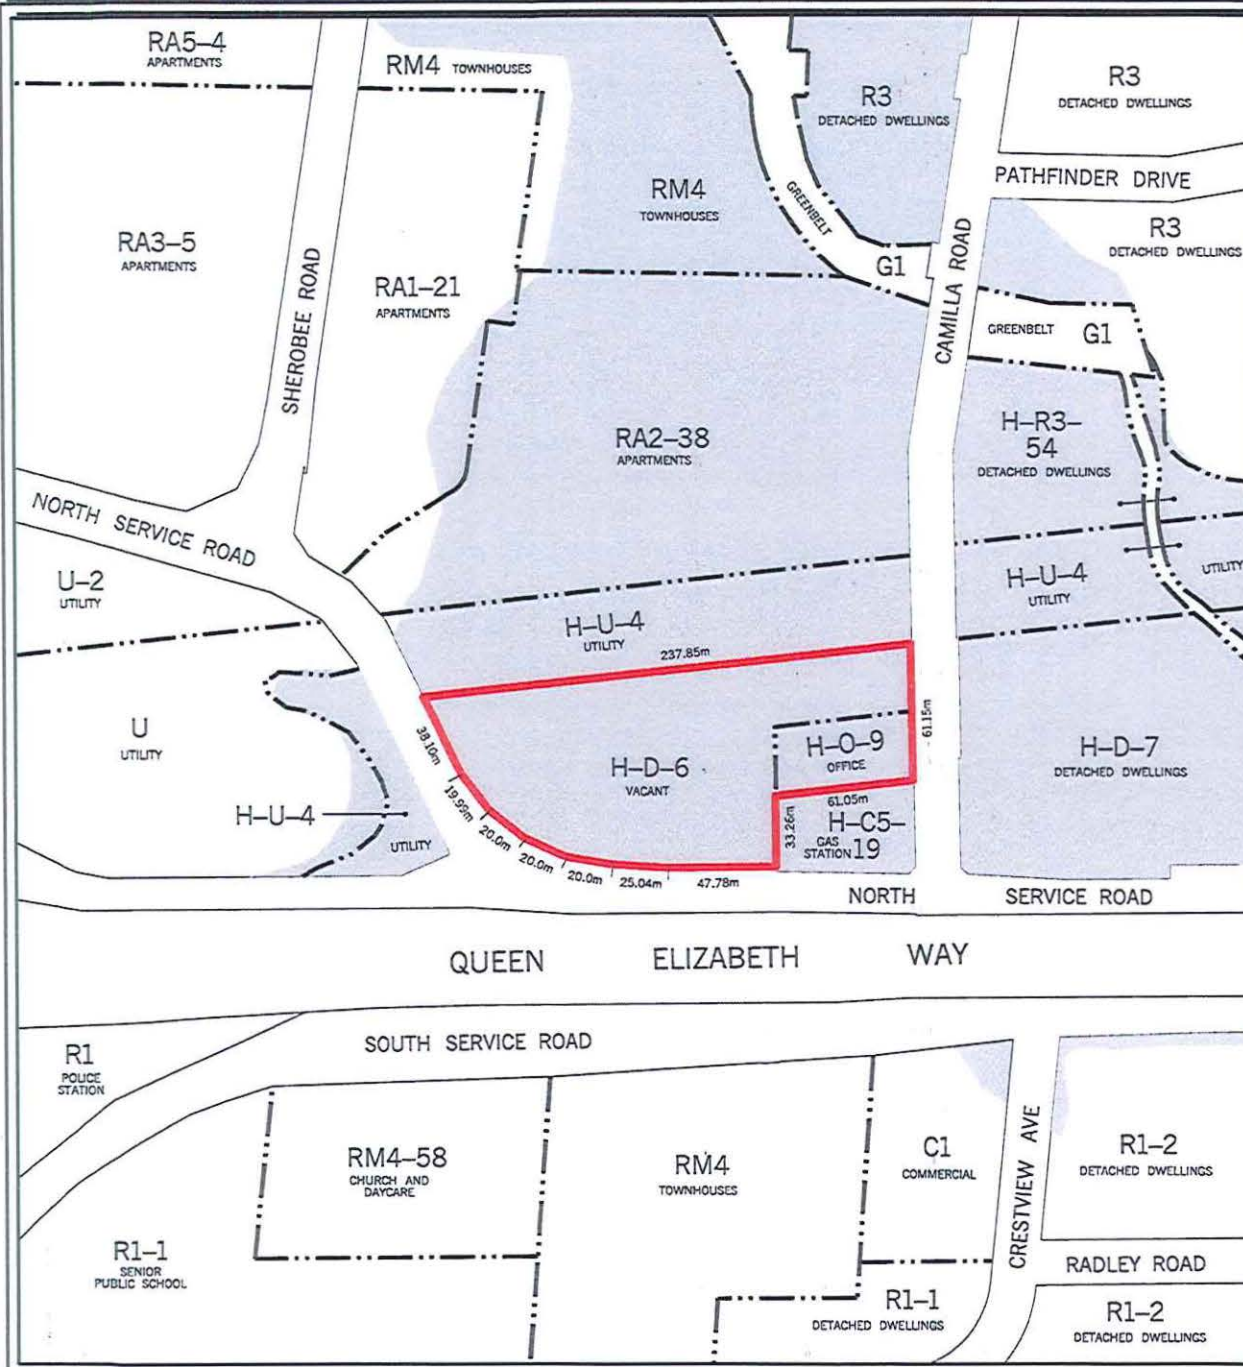 RA5-4
APARTMENTS
RM4 TOWNHOUSES
R3
DETACHED DWELLINGS
R3
DETACHED DWELLINGS
PATHFINDER DRIVE
RM4
TOWNHOUSES
GREENBELT
G1
R3
DETACHED DWELLINGS
RA3-5
APARTMENTS
SHEROBEE ROAD
RA1-21
APARTMENTS
CAMILLA ROAD
GREENBELT G1
RA2-38
APARTMENTS
H-R3-
54
DETACHED DWELLINGS
NORTH SERVICE ROAD
U-2
UTILITY
H-U-4
UTILITY
H-U-4
UTILITY
UTILITY
237.85m
U
UTILITY
38.10m
H-D-6
VACANT
H-O-9
OFFICE
61.15m
H-D-7
DETACHED DWELLINGS
H-U-4
UTILITY
19.99m
20.0m
20.0m
20.0m
25.04m
47.78m
33.26m
61.05m
H-C5-
GAS
STATION 19
NORTH SERVICE ROAD
QUEEN ELIZABETH WAY
SOUTH SERVICE ROAD
R1
POLICE
STATION
RM4-58
CHURCH AND
DAYCARE
RM4
TOWNHOUSES
C1
COMMERCIAL
CRESTVIEW AVE
R1-2
DETACHED DWELLINGS
R1-1
SENIOR
PUBLIC SCHOOL
RADLEY ROAD
R1-1
DETACHED DWELLINGS
R1-2
DETACHED DWELLINGS